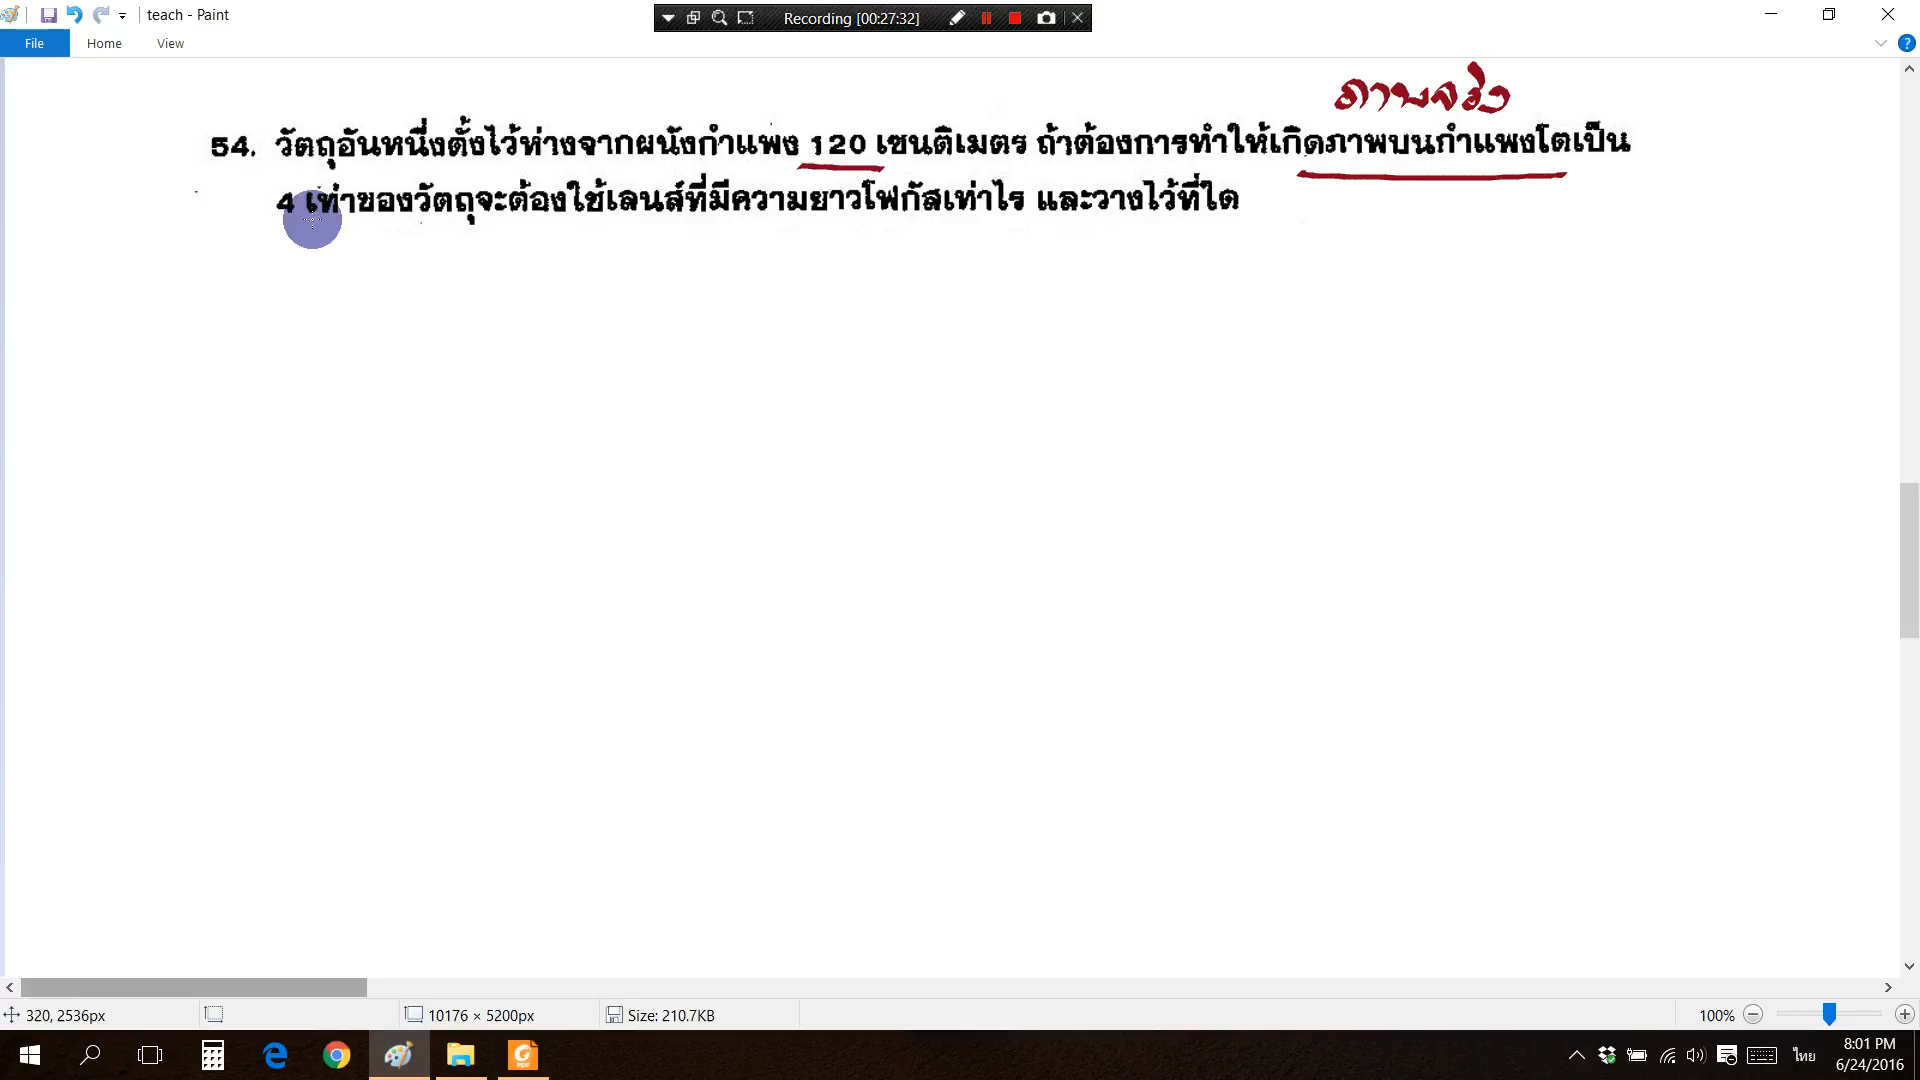 teach - Paint
Recording [00:27:32]
File
Home
View
ภาพจริง
54. วัตถุอันหนึ่งตั้งไว้ห่างจากผนังกำแพง 120 เซนติเมตร ถ้าต้องการทำให้เกิดภาพบนกำแพงโตเป็น
4 เท่าของวัตถุจะต้องใช้เลนส์ที่มีความยาวโฟกัสเท่าไร และวางไว้ที่ใด
320, 2536px
10176 × 5200px
Size: 210.7KB
100%
ไทย
8:01 PM
6/24/2016